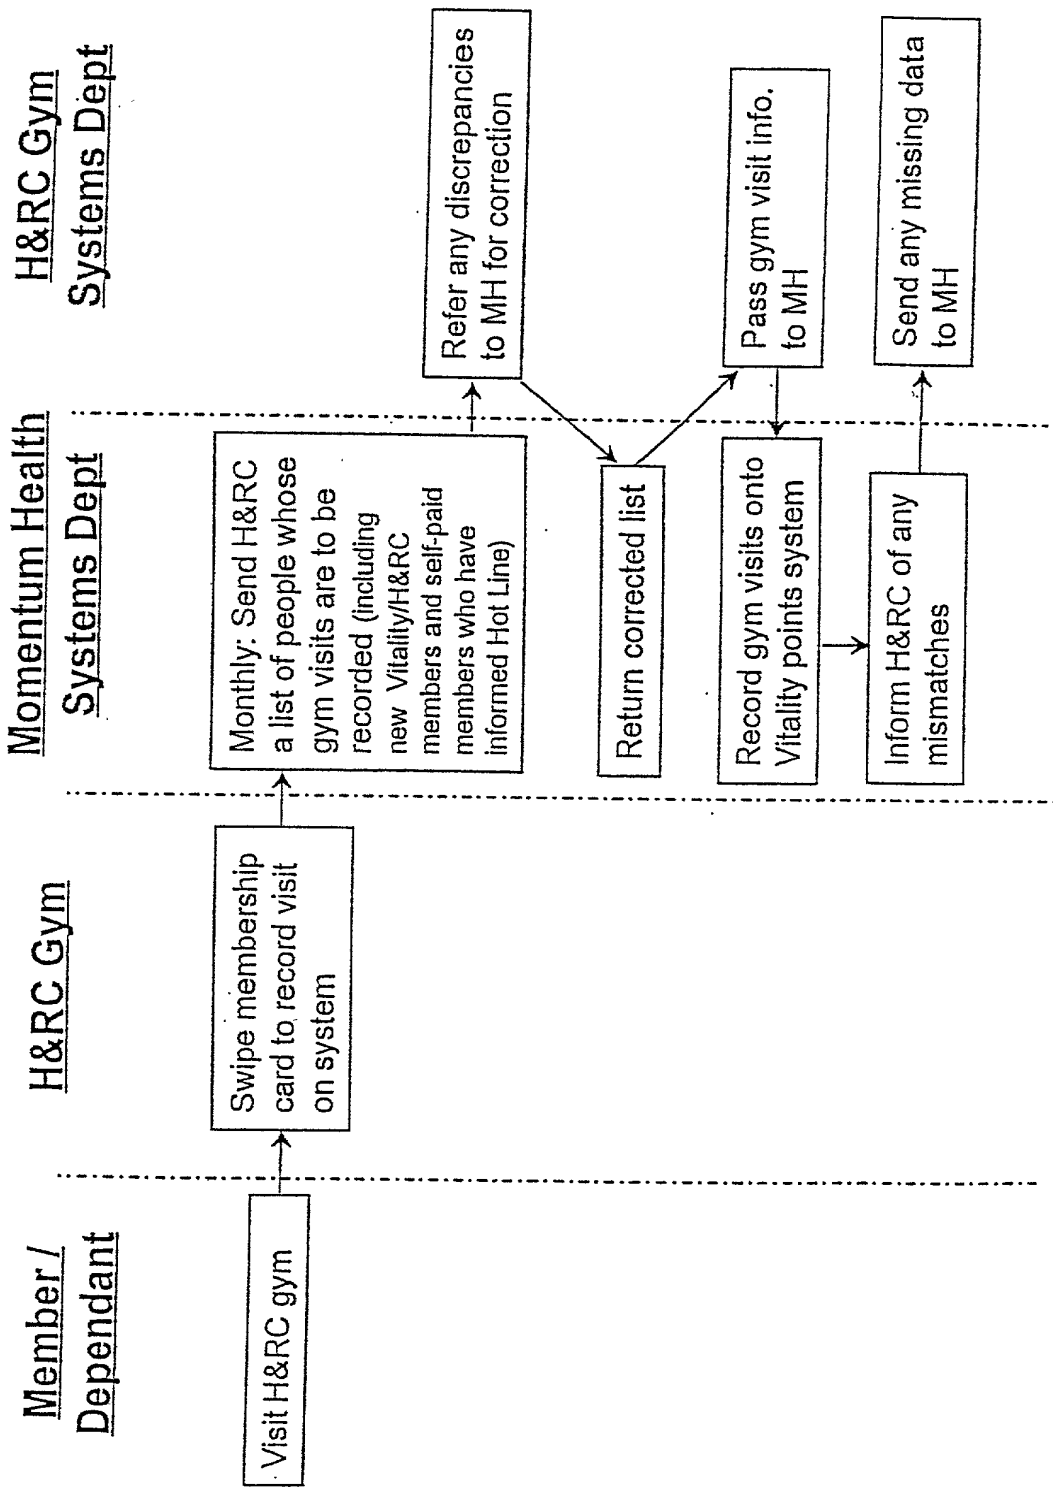 Member /
Dependant
H&RC Gym
Momentum Health
Systems Dept
H&RC Gym
Systems Dept
Visit H&RC gym
Swipe membership
card to record visit
on system
Monthly: Send H&RC
a list of people whose
gym visits are to be
recorded (including
new Vitality/H&RC
members and self-paid
members who have
informed Hot Line)
Refer any discrepancies
to MH for correction
Return corrected list
Pass gym visit info.
to MH
Record gym visits onto
Vitality points system
Inform H&RC of any
mismatches
Send any missing data
to MH